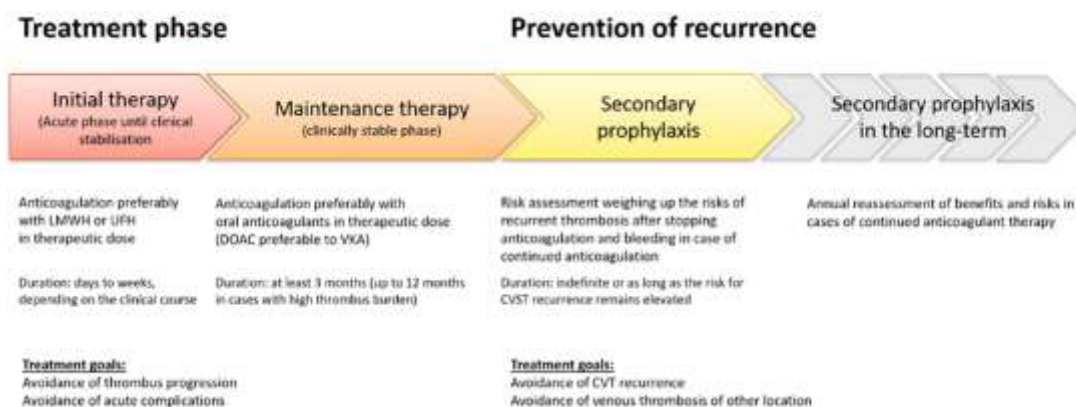 Treatment phase
Prevention of recurrence
Initial therapy
(Acute phase until clinical
stabilisation
Maintenance therapy
(clinically stable phase)
Secondary
prophylaxis
Secondary prophylaxis
in the long-term
Anticoagulation preferably
with LMWH or UFH
in therapeutic dose
Anticoagulation preferably with
oral anticoagulants in therapeutic dose
(DOAC preferable to VKA)
Risk assessment weighing up the risks of
recurrent thrombosis after stopping
anticoagulation and bleeding in case of
continued anticoagulation
Annual reassessment of benefits and risks in
cases of continued anticoagulant therapy
Duration: days to weeks,
depending on the clinical course
Duration: at least 3 months (up to 12 months
in cases with high thrombus burden)
Duration: indefinite or as long as the risk for
CVST recurrence remains elevated
Treatment goals:
Avoidance of thrombus progression
Avoidance of acute complications
Treatment goals:
Avoidance of CVT recurrence
Avoidance of venous thrombosis of other location